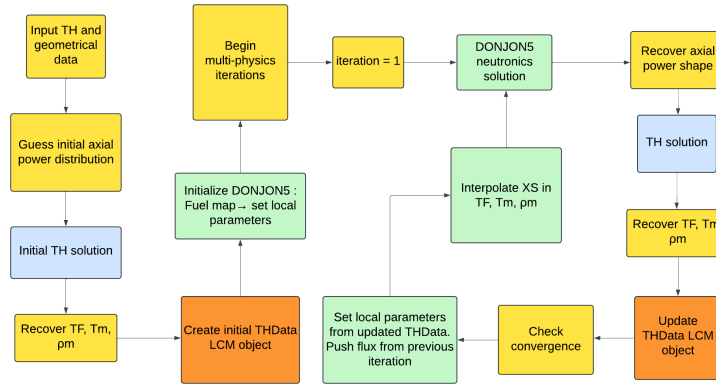 Input TH and
geometrical
data
Guess initial axial
power distribution
Initial TH solution
Recover TF, Tm,
ρm
Create initial THData
LCM object
Initialize DONJON5 :
Fuel map→ set local
parameters
Begin
multi-physics
iterations
iteration = 1
DONJON5
neutronics
solution
Recover axial
power shape
TH solution
Recover TF, Tm
ρm
Update
THData LCM
object
Check
convergence
Set local parameters
from updated THData.
Push flux from previous
iteration
Interpolate XS in
TF, Tm, ρm